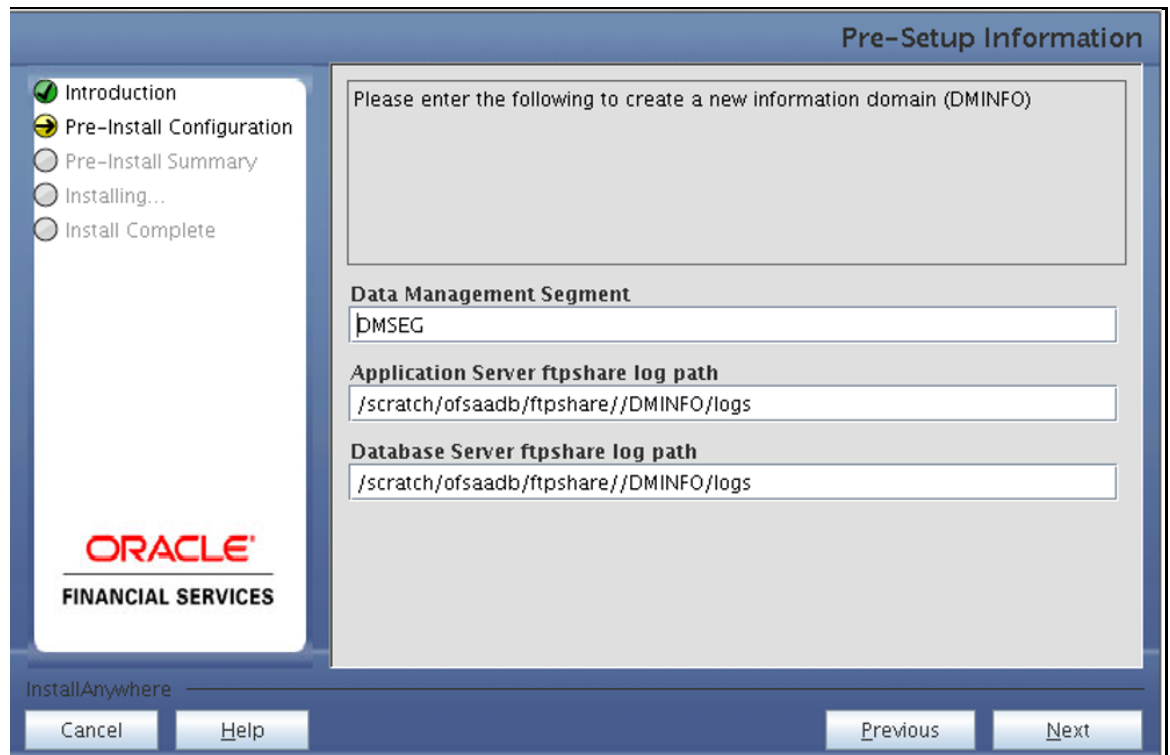 Pre-Setup Information
Introduction
Pre-Install Configuration
Pre-Install Summary
Installing...
Install Complete
ORACLE'
FINANCIAL SERVICES
Please enter the following to create a new information domain (DMINFO)
Data Management Segment
DMSEG
Application Server ftpshare log path
/scratch/ofsaadb/ftpshare//DMINFO/logs
Database Server ftpshare log path
/scratch/ofsaadb/ftpshare//DMINFO/logs
InstallAnywhere
Cancel
Help
Previous
Next